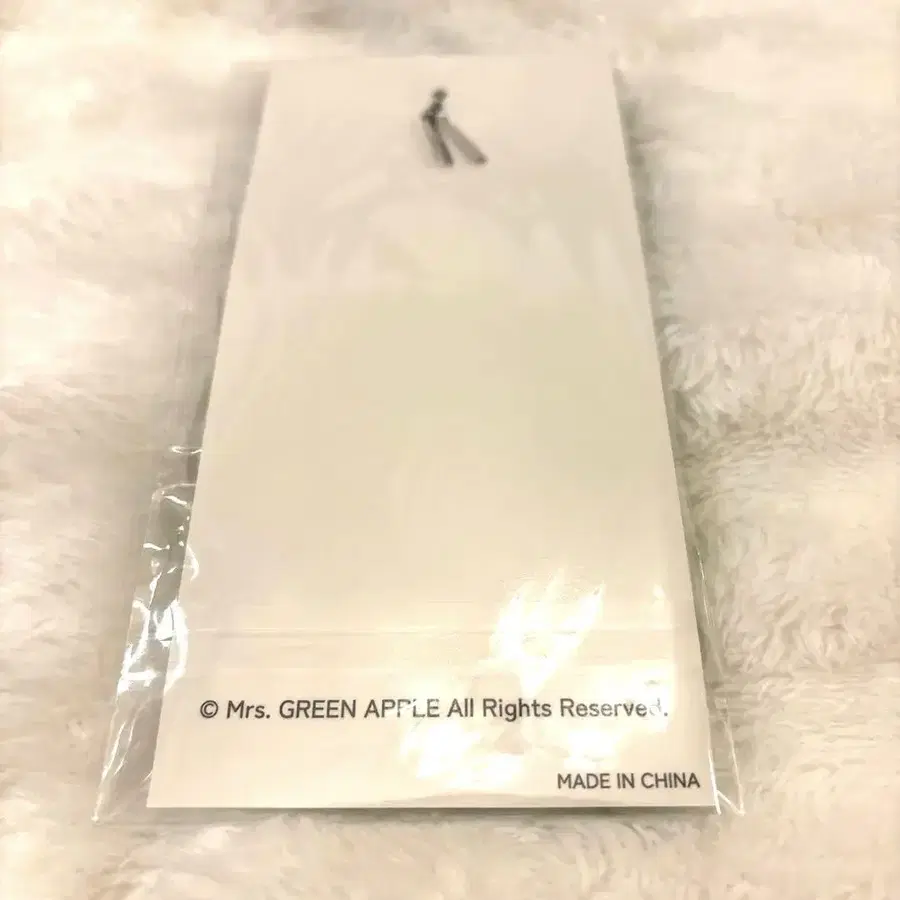 © Mrs. GREEN APPLE All Rights Reserved.
MADE IN CHINA